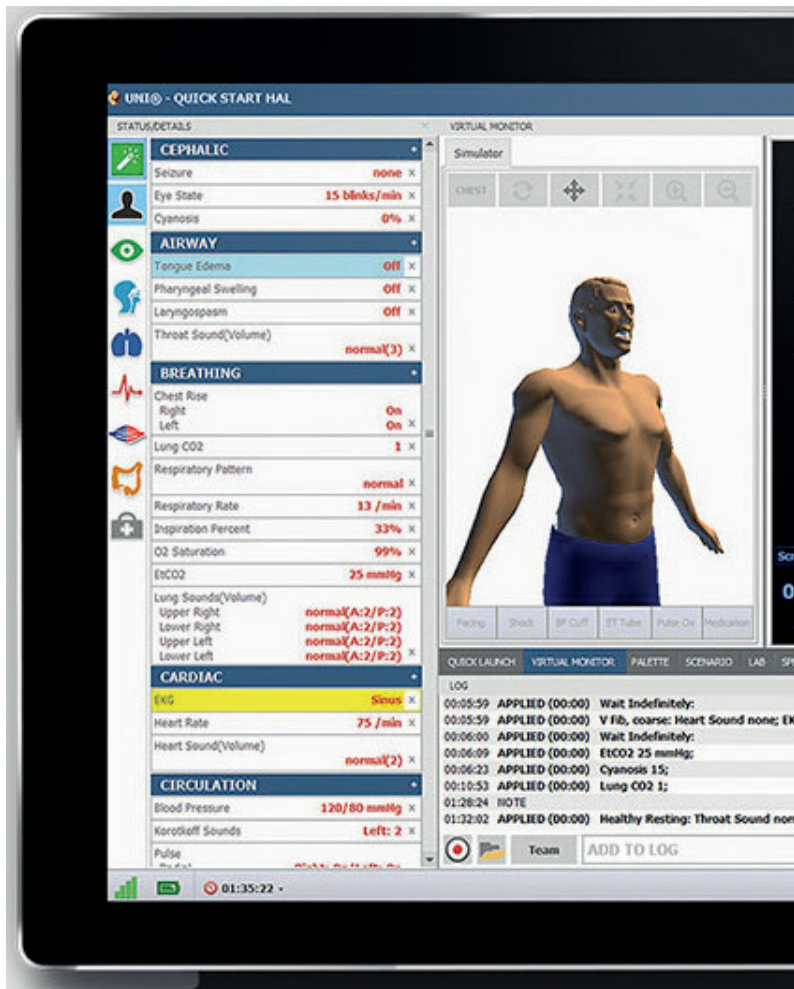 UNI® - QUICK START HAL
STATUS/DETAILS
CEPHALIC +
Seizure none ×
Eye State 15 blinks/min ×
Cyanosis 0% ×
AIRWAY +
Tongue Edema Off ×
Pharyngeal Swelling Off ×
Laryngospasm Off ×
Throat Sound(Volume)
normal(3) ×
BREATHING +
Chest Rise
Right On
Left On ×
Lung CO2 1 ×
Respiratory Pattern
normal ×
Respiratory Rate 13 /min ×
Inspiration Percent 33% ×
O2 Saturation 99% ×
EtCO2 25 mmHg ×
Lung Sounds(Volume)
Upper Right normal(A:2/P:2)
Lower Right normal(A:2/P:2)
Upper Left normal(A:2/P:2)
Lower Left normal(A:2/P:2) ×
CARDIAC +
EKG Sinus ×
Heart Rate 75 /min ×
Heart Sound(Volume)
normal(2) ×
CIRCULATION +
Blood Pressure 120/80 mmHg ×
Korotkoff Sounds Left: 2 ×
Pulse
01:35:22
VIRTUAL MONITOR
Simulator
CHEST
Pacing Shock BP Cuff ET Tube Pulse Ox Medication
QUICK LAUNCH VIRTUAL MONITOR PALETTE SCENARIO LAB
LOG
00:05:59 APPLIED (00:00) Wait Indefinitely:
00:05:59 APPLIED (00:00) V Fib, coarse: Heart Sound none;
00:06:00 APPLIED (00:00) Wait Indefinitely:
00:06:09 APPLIED (00:00) EtCO2 25 mmHg;
00:06:23 APPLIED (00:00) Cyanosis 15;
00:10:53 APPLIED (00:00) Lung CO2 1;
01:28:24 NOTE
01:32:02 APPLIED (00:00) Healthy Resting: Throat Sound
Team ADD TO LOG